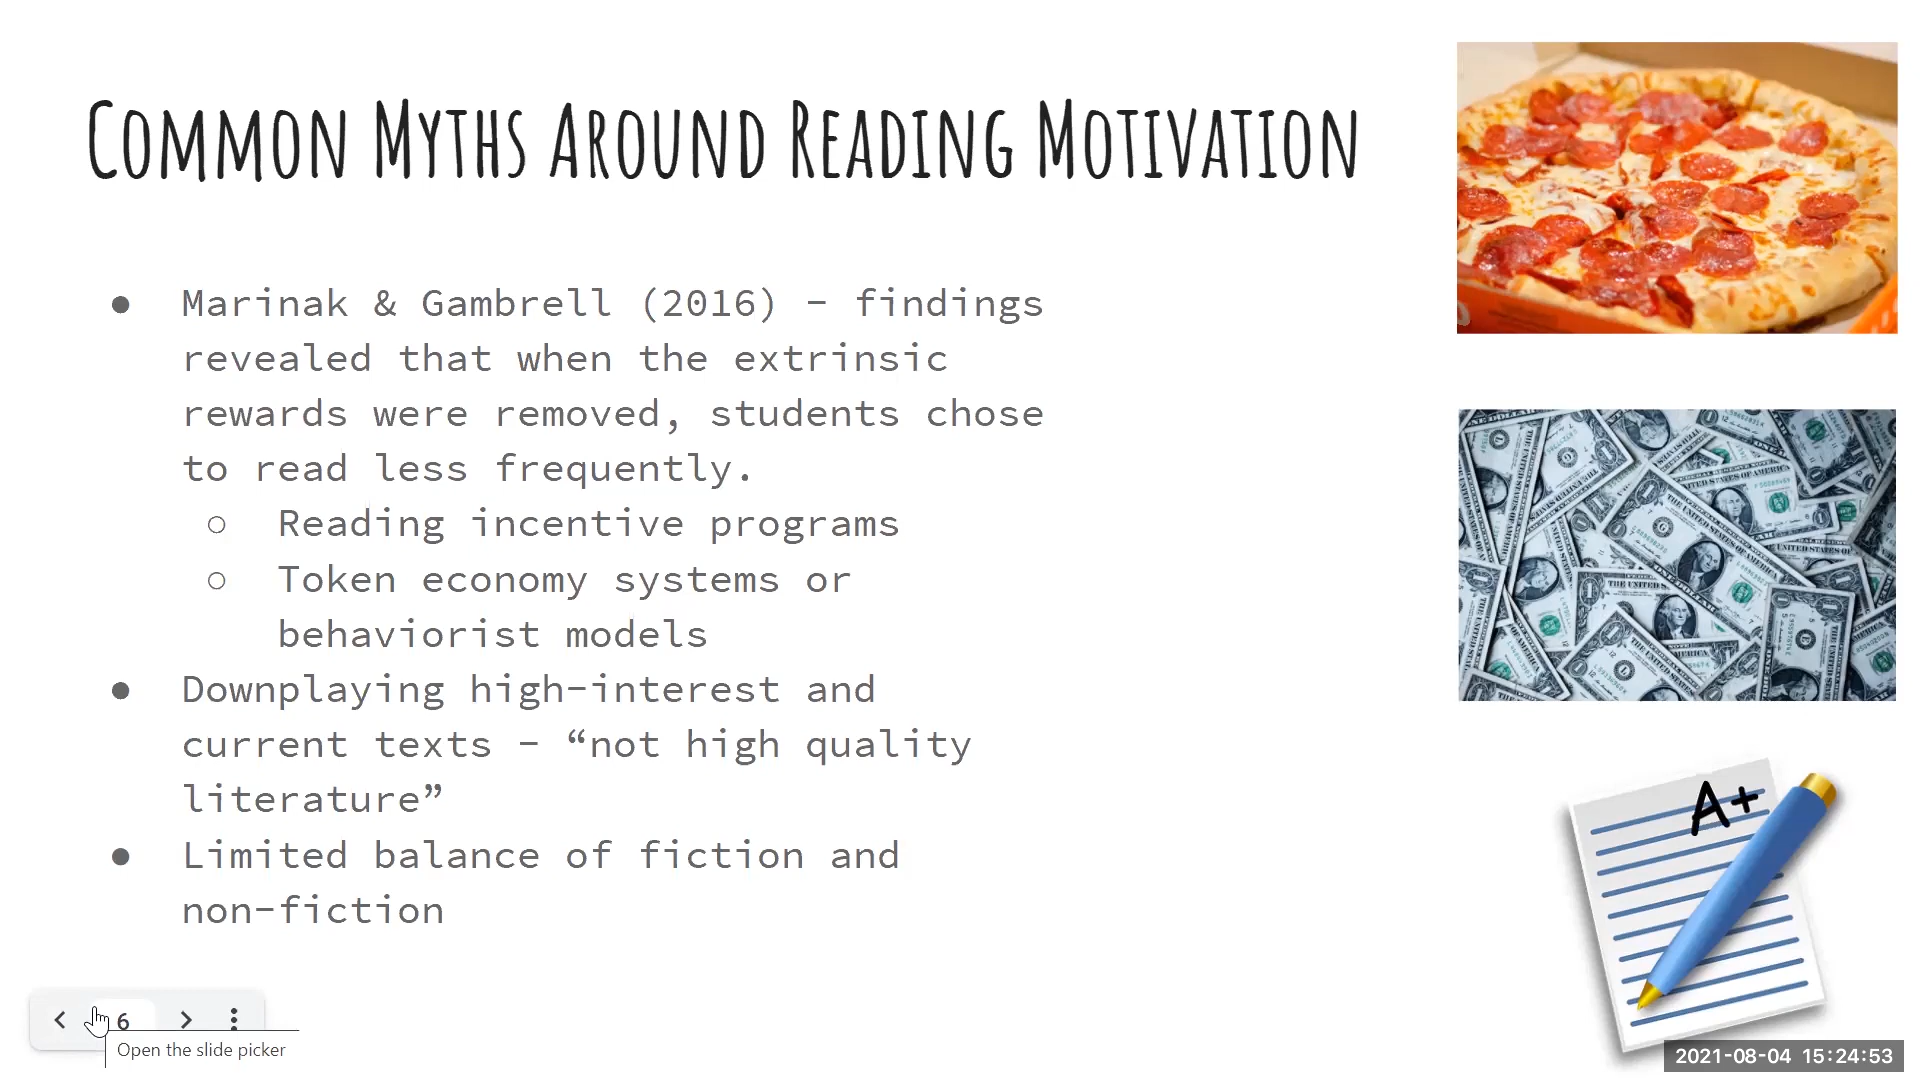 Common Myths Around Reading Motivation
● Marinak & Gambrell (2016) – findings
revealed that when the extrinsic
rewards were removed, students chose
to read less frequently.
○ Reading incentive programs
○ Token economy systems or
behaviorist models
● Downplaying high-interest and
current texts – “not high quality
literature”
● Limited balance of fiction and
non-fiction
A+
6
Open the slide picker
2021-08-04 15:24:53